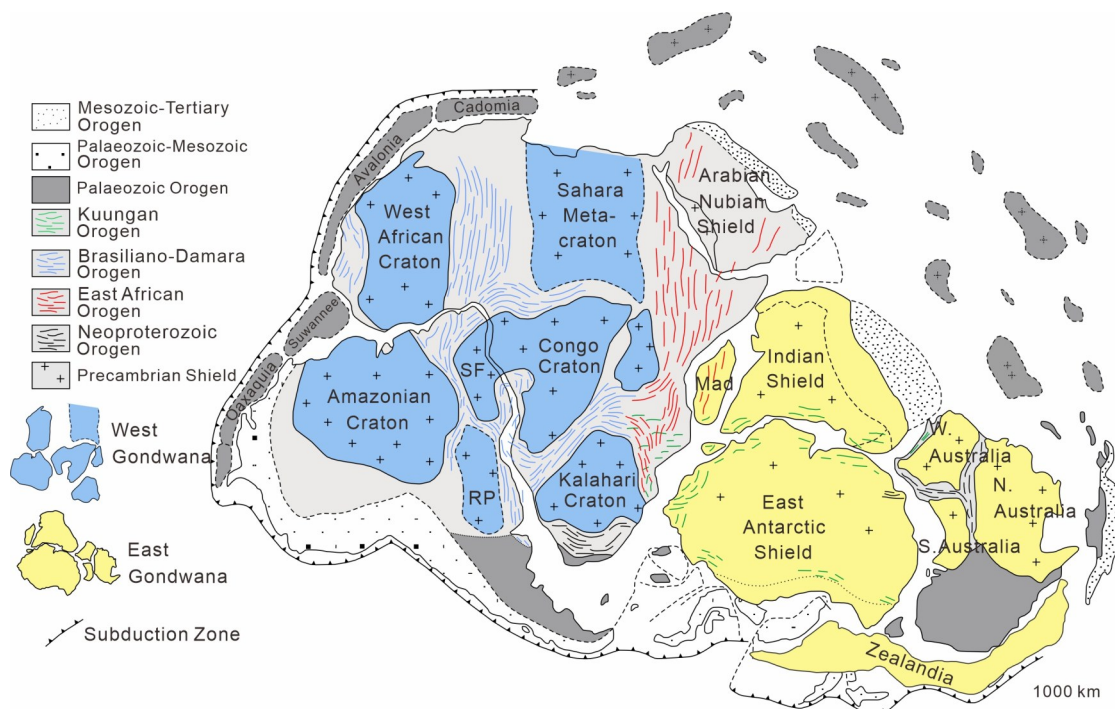 Mesozoic-Tertiary
Orogen
Palaeozoic-Mesozoic
Orogen
Palaeozoic Orogen
Kuungan
Orogen
Brasiliano-Damara
Orogen
East African
Orogen
Neoproterozoic
Orogen
Precambrian Shield
West
Gondwana
East
Gondwana
Subduction Zone
Cadomia
Avalonia
Suwannee
Oaxaquia
West
African
Craton
Sahara
Meta-
craton
Arabian
Nubian
Shield
Amazonian
Craton
SF
Congo
Craton
RP
Kalahari
Craton
Mad
Indian
Shield
East
Antarctic
Shield
W.
Australia
N.
Australia
S.Australia
Zealandia
1000 km